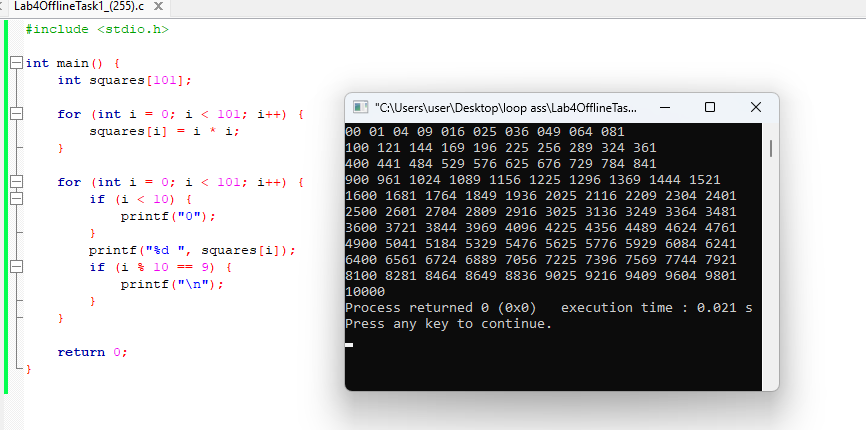 Lab4OfflineTask1_(255).c X
#include <stdio.h>
int main() {
int squares[101];
for (int i = 0; i < 101; i++) {
squares[i] = i * i;
}
for (int i = 0; i < 101; i++) {
if (i < 10) {
printf("0");
}
printf("%d ", squares[i]);
if (i % 10 == 9) {
printf("\n");
}
}
return 0;
}
"C:\Users\user\Desktop\loop ass\Lab4OfflineTas...
00 01 04 09 016 025 036 049 064 081
100 121 144 169 196 225 256 289 324 361
400 441 484 529 576 625 676 729 784 841
900 961 1024 1089 1156 1225 1296 1369 1444 1521
1600 1681 1764 1849 1936 2025 2116 2209 2304 2401
2500 2601 2704 2809 2916 3025 3136 3249 3364 3481
3600 3721 3844 3969 4096 4225 4356 4489 4624 4761
4900 5041 5184 5329 5476 5625 5776 5929 6084 6241
6400 6561 6724 6889 7056 7225 7396 7569 7744 7921
8100 8281 8464 8649 8836 9025 9216 9409 9604 9801
10000
Process returned 0 (0x0)   execution time : 0.021 s
Press any key to continue.